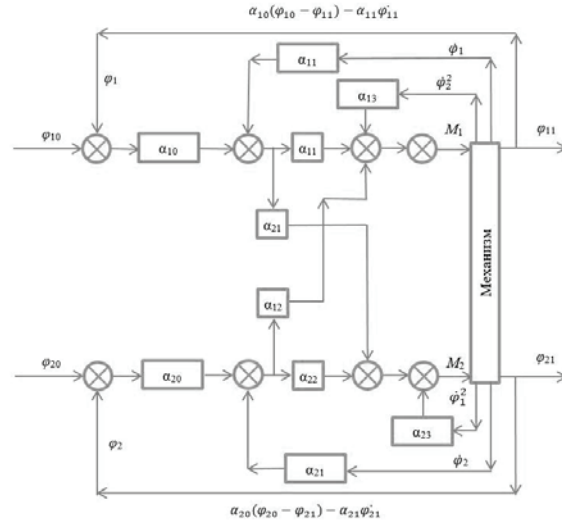 α₁₀(φ₁₀ − φ₁₁) − α₁₁φ̇₁₁
α₁₁
φ̇₁
φ₁
α₁₃
φ̇₂²
φ₁₀
α₁₀
α₁₁
M₁
φ₁₁
α₂₁
Механизм
α₁₂
φ₂₀
α₂₀
α₂₂
M₂
φ₂₁
φ̇₁²
α₂₃
φ₂
α₂₁
φ̇₂
α₂₀(φ₂₀ − φ₂₁) − α₂₁φ̇₂₁